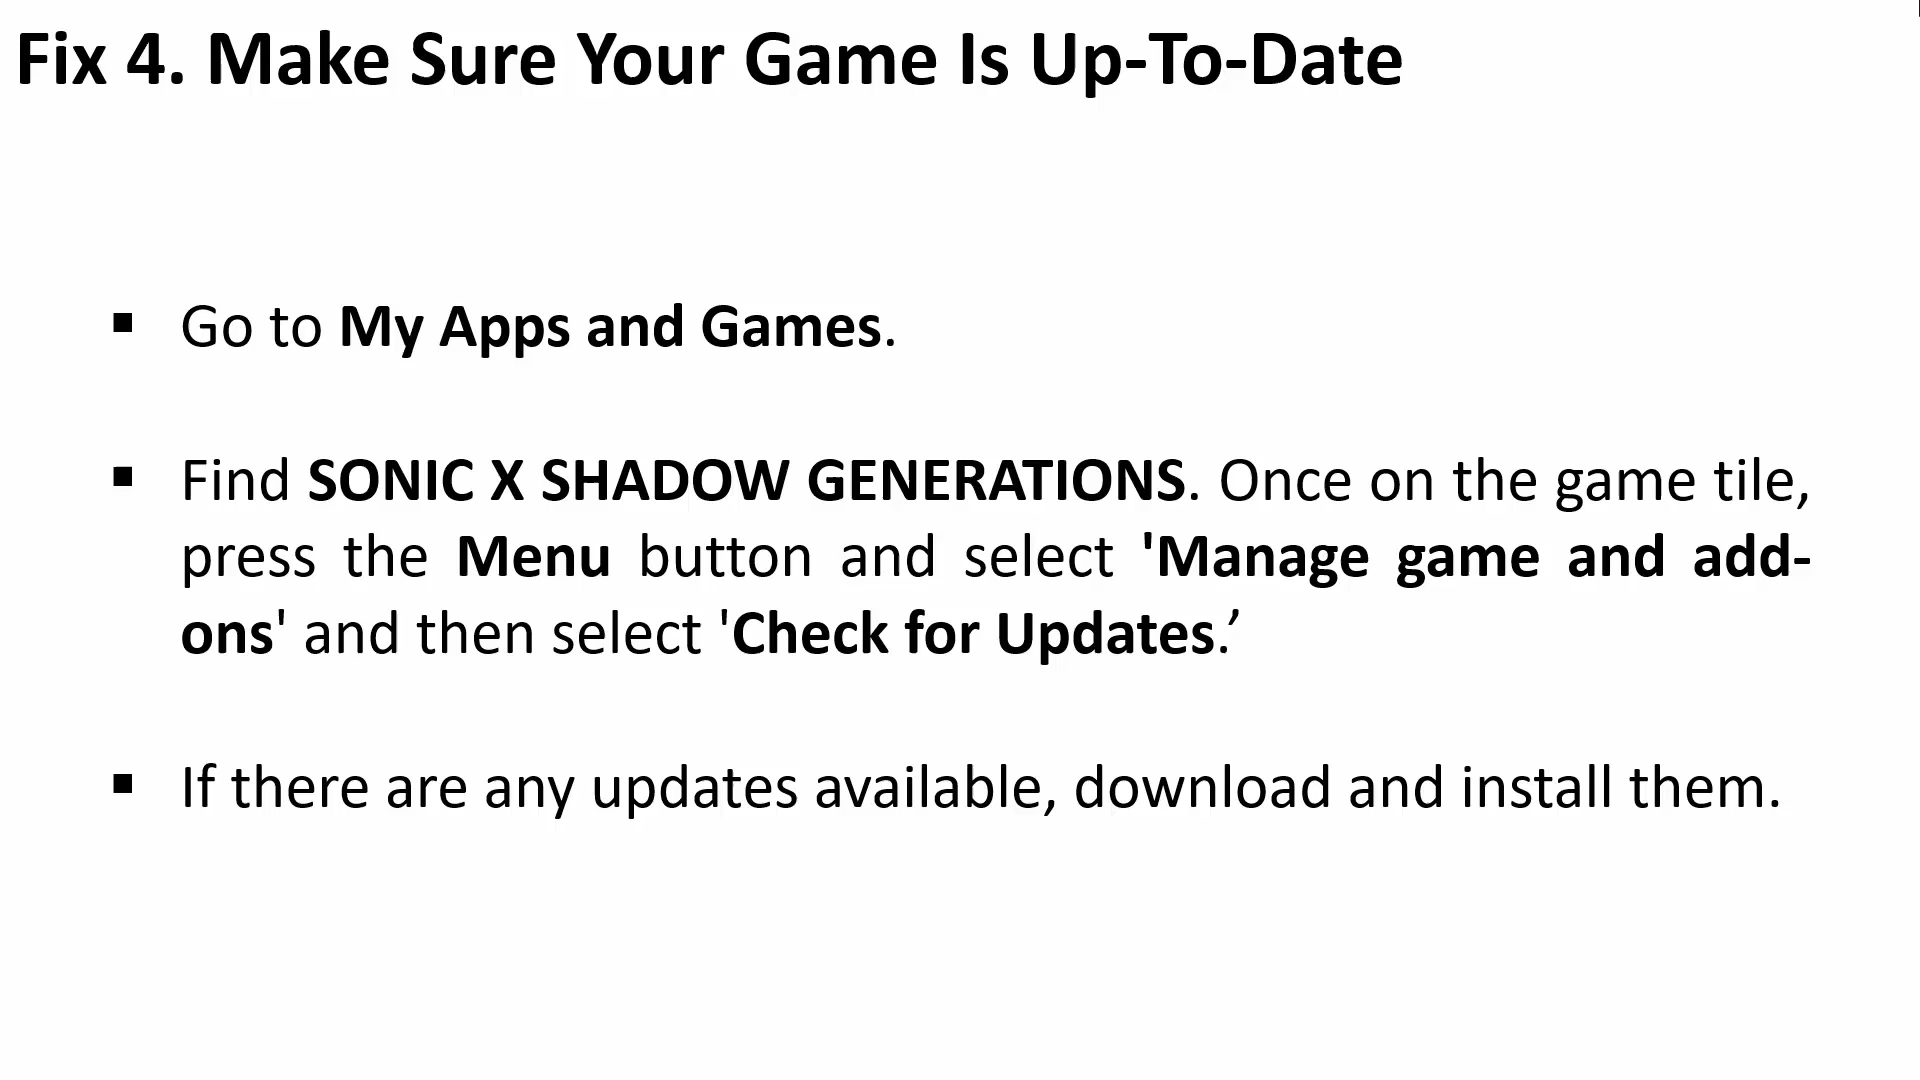 Fix 4. Make Sure Your Game Is Up-To-Date
▪ Go to My Apps and Games.
▪ Find SONIC X SHADOW GENERATIONS. Once on the game tile,
press the Menu button and select 'Manage game and add-
ons' and then select 'Check for Updates.’
▪ If there are any updates available, download and install them.